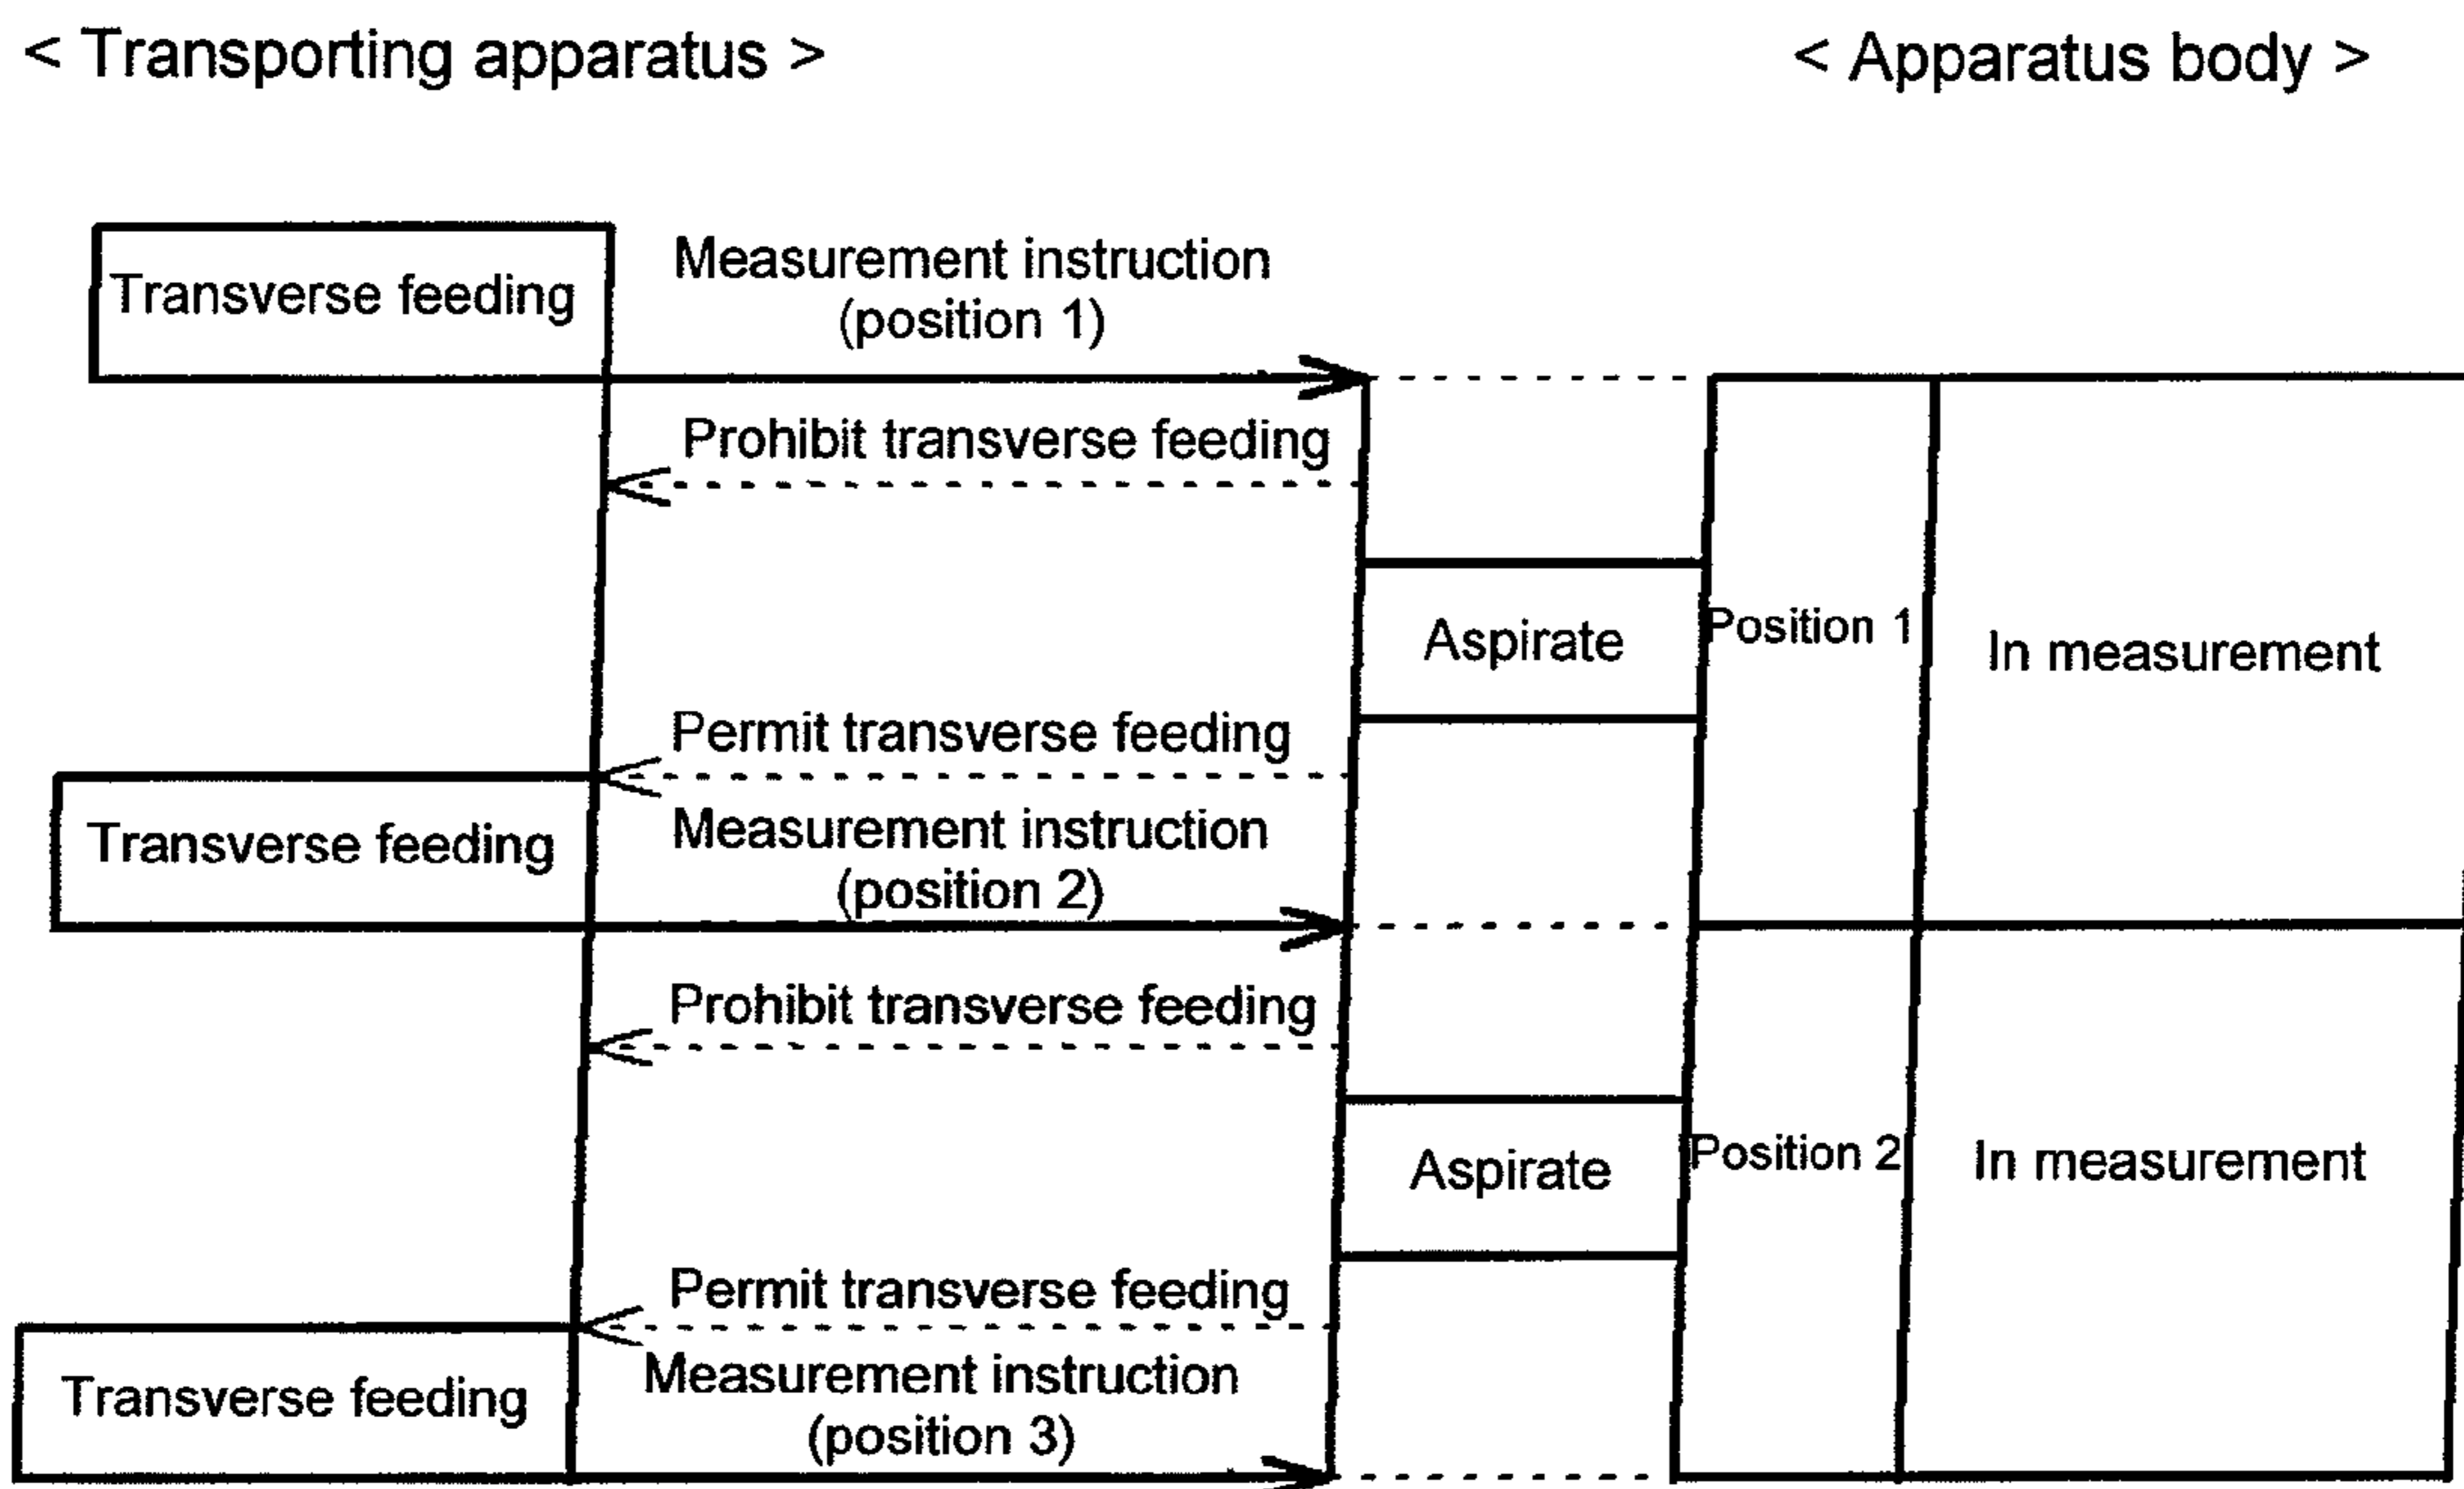 < Transporting apparatus >
< Apparatus body >
Transverse feeding
Measurement instruction
(position 1)
Prohibit transverse feeding
Aspirate
Position 1
In measurement
Permit transverse feeding
Transverse feeding
Measurement instruction
(position 2)
Prohibit transverse feeding
Aspirate
Position 2
In measurement
Permit transverse feeding
Transverse feeding
Measurement instruction
(position 3)